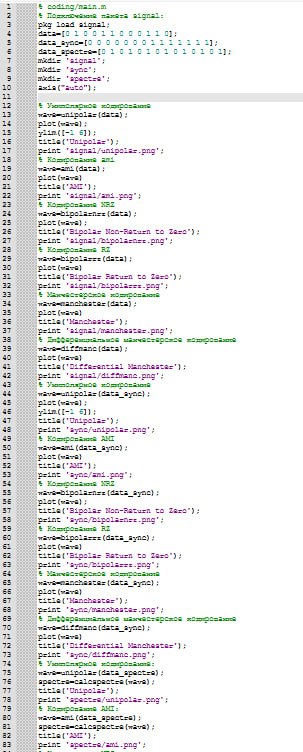 1 % coding/main.m
2 % Подключение пакета signal:
3 pkg load signal;
4 data=[0 1 0 0 1 1 0 0 0 1 1 0];
5 data_sync=[0 0 0 0 0 0 0 1 1 1 1 1 1 1];
6 data_spectre=[0 1 0 1 0 1 0 1 0 1 0 1 0 1];
7 mkdir 'signal';
8 mkdir 'sync';
9 mkdir 'spectre';
10 axis("auto");
11
12 % Униполярное кодирование
13 wave=unipolar(data);
14 plot(wave);
15 ylim([-1 6]);
16 title('Unipolar');
17 print 'signal/unipolar.png';
18 % Кодирование ami
19 wave=ami(data);
20 plot(wave)
21 title('AMI');
22 print 'signal/ami.png';
23 % Кодирование NRZ
24 wave=bipolarnrz(data);
25 plot(wave);
26 title('Bipolar Non-Return to Zero');
27 print 'signal/bipolarnrz.png';
28 % Кодирование RZ
29 wave=bipolarrz(data);
30 plot(wave)
31 title('Bipolar Return to Zero');
32 print 'signal/bipolarrz.png';
33 % Манчестерское кодирование
34 wave=manchester(data);
35 plot(wave)
36 title('Manchester');
37 print 'signal/manchester.png';
38 % Дифференциальное манчестерское кодирование
39 wave=diffmanc(data);
40 plot(wave)
41 title('Differential Manchester');
42 print 'signal/diffmanc.png';
43 % Униполярное кодирование
44 wave=unipolar(data_sync);
45 plot(wave);
46 ylim([-1 6]);
47 title('Unipolar');
48 print 'sync/unipolar.png';
49 % Кодирование AMI
50 wave=ami(data_sync);
51 plot(wave)
52 title('AMI');
53 print 'sync/ami.png';
54 % Кодирование NRZ
55 wave=bipolarnrz(data_sync);
56 plot(wave);
57 title('Bipolar Non-Return to Zero');
58 print 'sync/bipolarnrz.png';
59 % Кодирование RZ
60 wave=bipolarrz(data_sync);
61 plot(wave)
62 title('Bipolar Return to Zero');
63 print 'sync/bipolarrz.png';
64 % Манчестерское кодирование
65 wave=manchester(data_sync);
66 plot(wave)
67 title('Manchester');
68 print 'sync/manchester.png';
69 % Дифференциальное манчестерское кодирование
70 wave=diffmanc(data_sync);
71 plot(wave)
72 title('Differential Manchester');
73 print 'sync/diffmanc.png';
74 % Униполярное кодирование:
75 wave=unipolar(data_spectre);
76 spectre=calcspectre(wave);
77 title('Unipolar');
78 print 'spectre/unipolar.png';
79 % Кодирование AMI:
80 wave=ami(data_spectre);
81 spectre=calcspectre(wave);
82 title('AMI');
83 print 'spectre/ami.png';